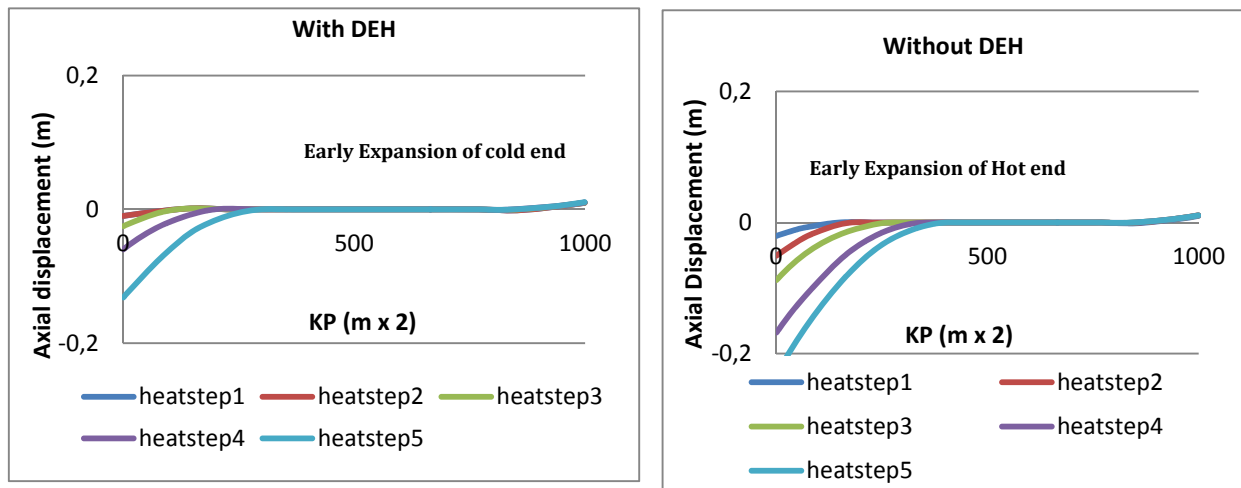 With DEH
0,2
Axial displacement (m)
Early Expansion of cold end
0
0
500
1000
KP (m x 2)
-0,2
heatstep1
heatstep2
heatstep3
heatstep4
heatstep5
Without DEH
0,2
Axial Displacement (m)
Early Expansion of Hot end
0
0
500
1000
KP (m x 2)
-0,2
heatstep1
heatstep2
heatstep3
heatstep4
heatstep5